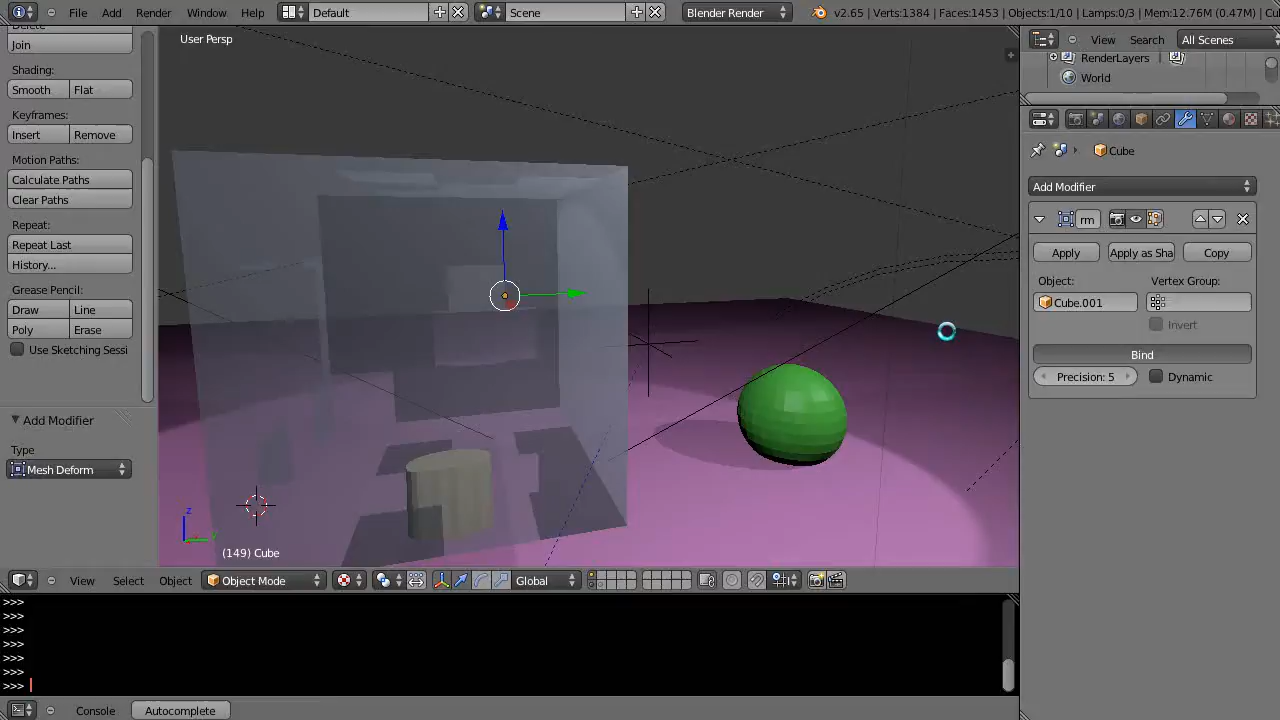 File Add Render Window Help Default Scene Blender Render v2.65 | Verts:1384 | Faces:1453 | Objects:1/10 | Lamps:0/3 | Mem:12.76M (0.47M) |
Join
Shading:
Smooth Flat
Keyframes:
Insert Remove
Motion Paths:
Calculate Paths
Clear Paths
Repeat:
Repeat Last
History...
Grease Pencil:
Draw Line
Poly Erase
Use Sketching Sessi
Add Modifier
Type
Mesh Deform
User Persp
z
y
(149) Cube
View Select Object Object Mode Global
>>>
>>>
>>>
>>>
>>>
>>>
>>>
Console Autocomplete
View Search All Scenes
RenderLayers
World
Cube
Add Modifier
rm
Apply Apply as Sha Copy
Object: Vertex Group:
Cube.001
Invert
Bind
Precision: 5 Dynamic